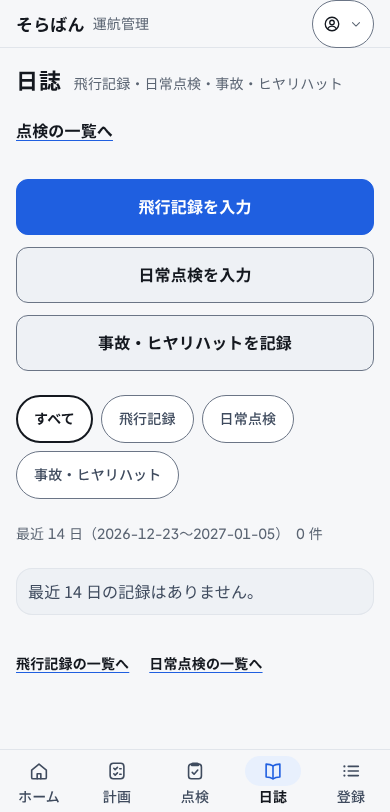 そらばん 運航管理
日誌 飛行記録・日常点検・事故・ヒヤリハット
点検の一覧へ
飛行記録を入力
日常点検を入力
事故・ヒヤリハットを記録
すべて 飛行記録 日常点検
事故・ヒヤリハット
最近 14 日（2026-12-23〜2027-01-05） 0 件
最近 14 日の記録はありません。
飛行記録の一覧へ 日常点検の一覧へ
ホーム 計画 点検 日誌 登録